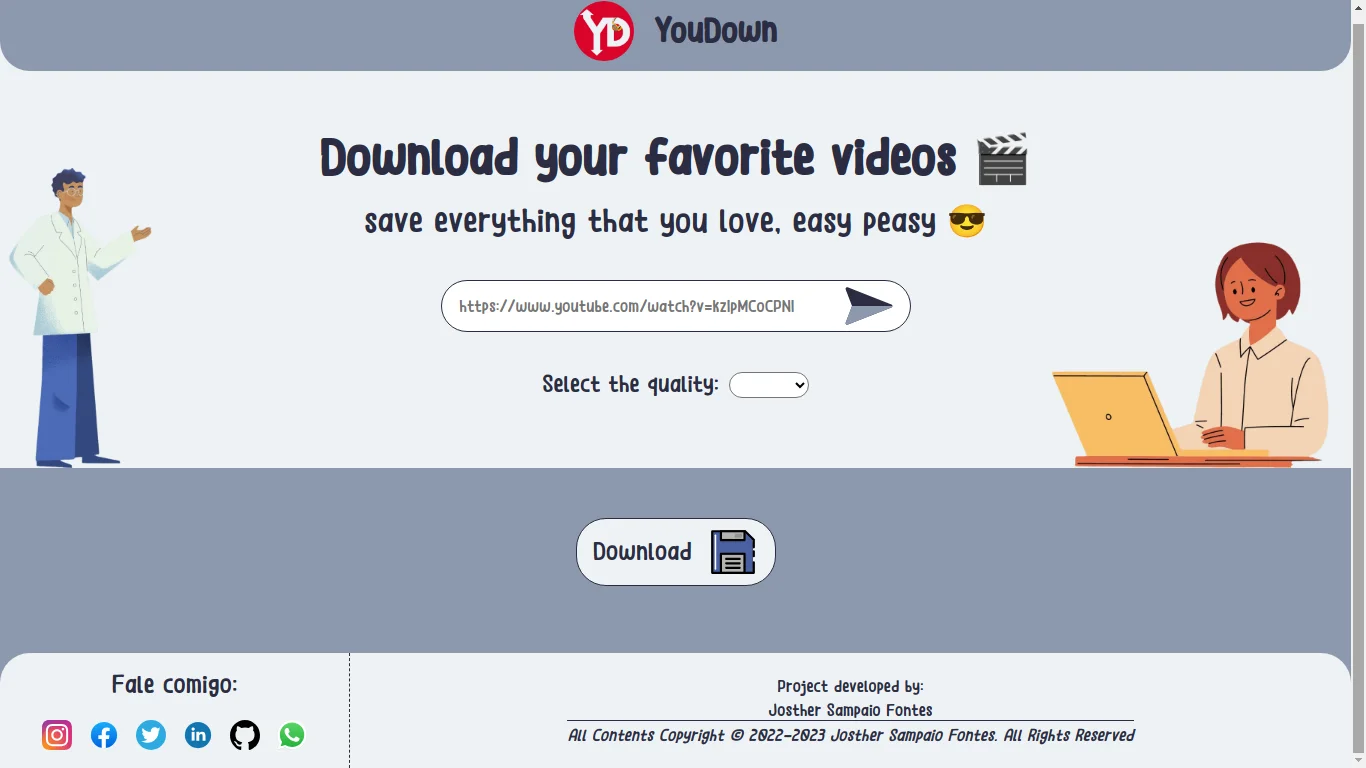 YD YouDown
Download your favorite videos 🎬
save everything that you love, easy peasy 😎
https://www.youtube.com/watch?v=kzlpMCoCPNI
Select the quality:
Download
Fale comigo:
in
Project developed by:
Josther Sampaio Fontes
All Contents Copyright © 2022-2023 Josther Sampaio Fontes. All Rights Reserved